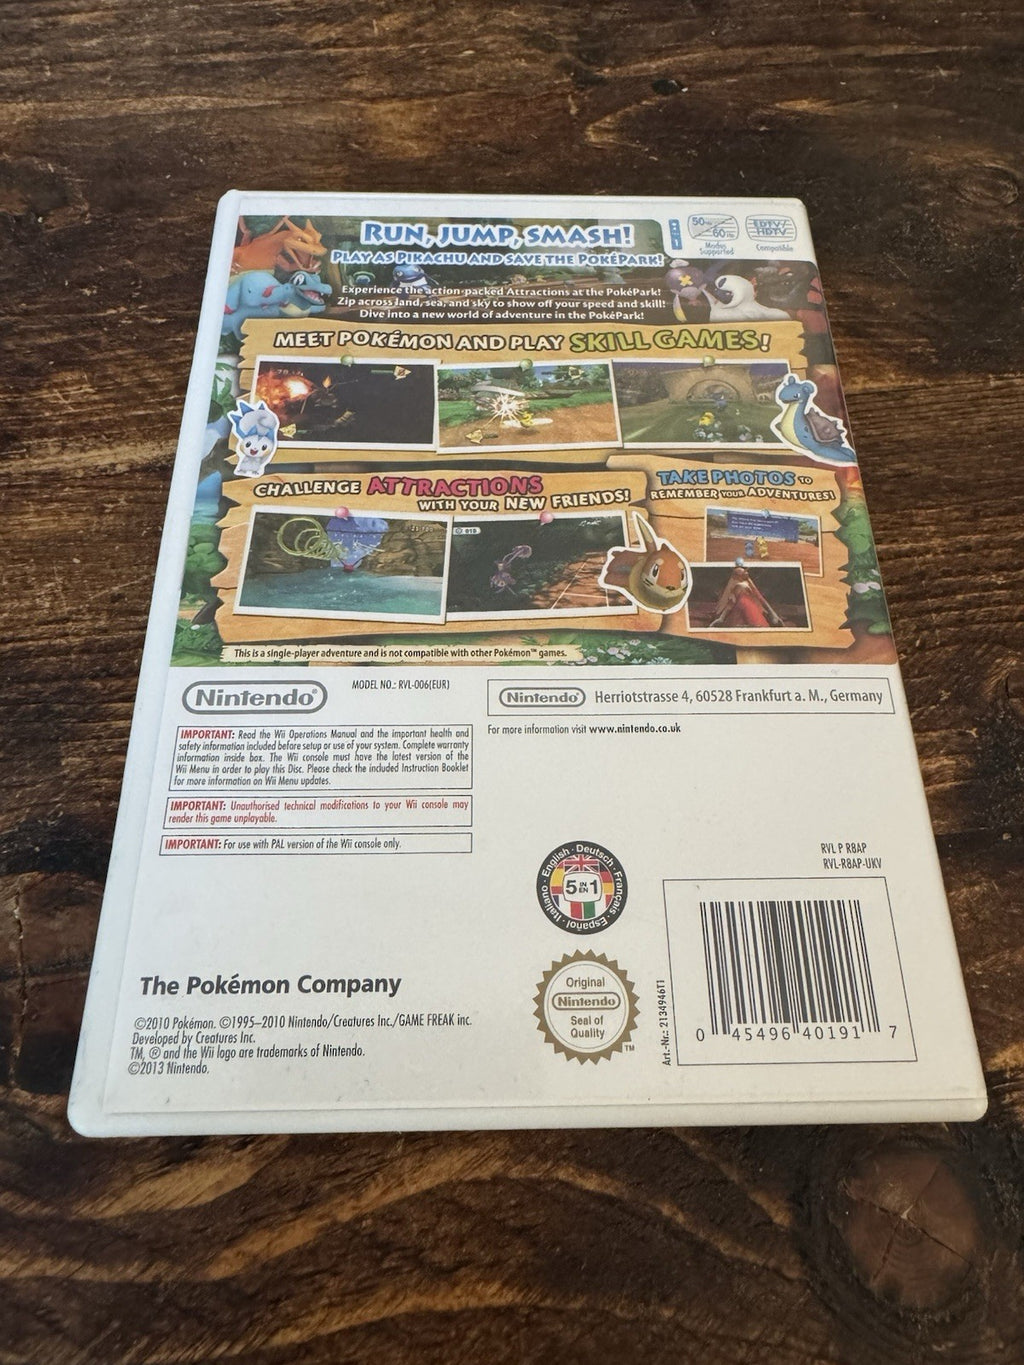 RUN, JUMP, SMASH!
PLAY AS PIKACHU AND SAVE THE POKÉPARK!
Experience the action-packed Attractions at the PokéPark!
Zip across land, sea, and sky to show off your speed and skill!
Dive into a new world of adventure in the PokéPark!
1
50Hz
60Hz
Modes
Supported
EDTV/
HDTV
Compatible
MEET POKÉMON AND PLAY SKILL GAMES!
CHALLENGE ATTRACTIONS
WITH YOUR NEW FRIENDS!
TAKE PHOTOS TO
REMEMBER YOUR ADVENTURES!
This is a single-player adventure and is not compatible with other Pokémon™ games.
Nintendo®
MODEL NO.: RVL-006(EUR)
Nintendo® Herriotstrasse 4, 60528 Frankfurt a. M., Germany
For more information visit www.nintendo.co.uk
IMPORTANT: Read the Wii Operations Manual and the important health and
safety information included before setup or use of your system. Complete warranty
information inside box. The Wii console must have the latest version of the
Wii Menu in order to play this Disc. Please check the included Instruction Booklet
for more information on Wii Menu updates.
IMPORTANT: Unauthorised technical modifications to your Wii console may
render this game unplayable.
IMPORTANT: For use with PAL version of the Wii console only.
English · Deutsch · Français · Español · Italiano ·
5 IN EN 1
RVL P R8AP
RVL-R8AP-UKV
Original
Nintendo®
Seal of
Quality
TM
Art.-Nr.: 2134946T1
0 45496 40191 7
The Pokémon Company
©2010 Pokémon. ©1995–2010 Nintendo/Creatures Inc./GAME FREAK inc.
Developed by Creatures Inc.
TM, ® and the Wii logo are trademarks of Nintendo.
©2013 Nintendo.